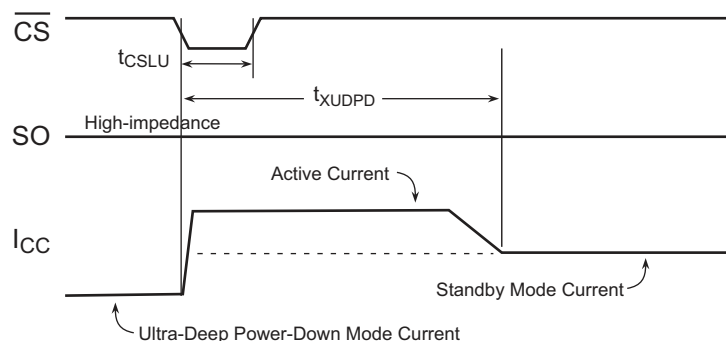 CS
tCSLU
tXUDPD
High-impedance
SO
Active Current
ICC
Standby Mode Current
Ultra-Deep Power-Down Mode Current